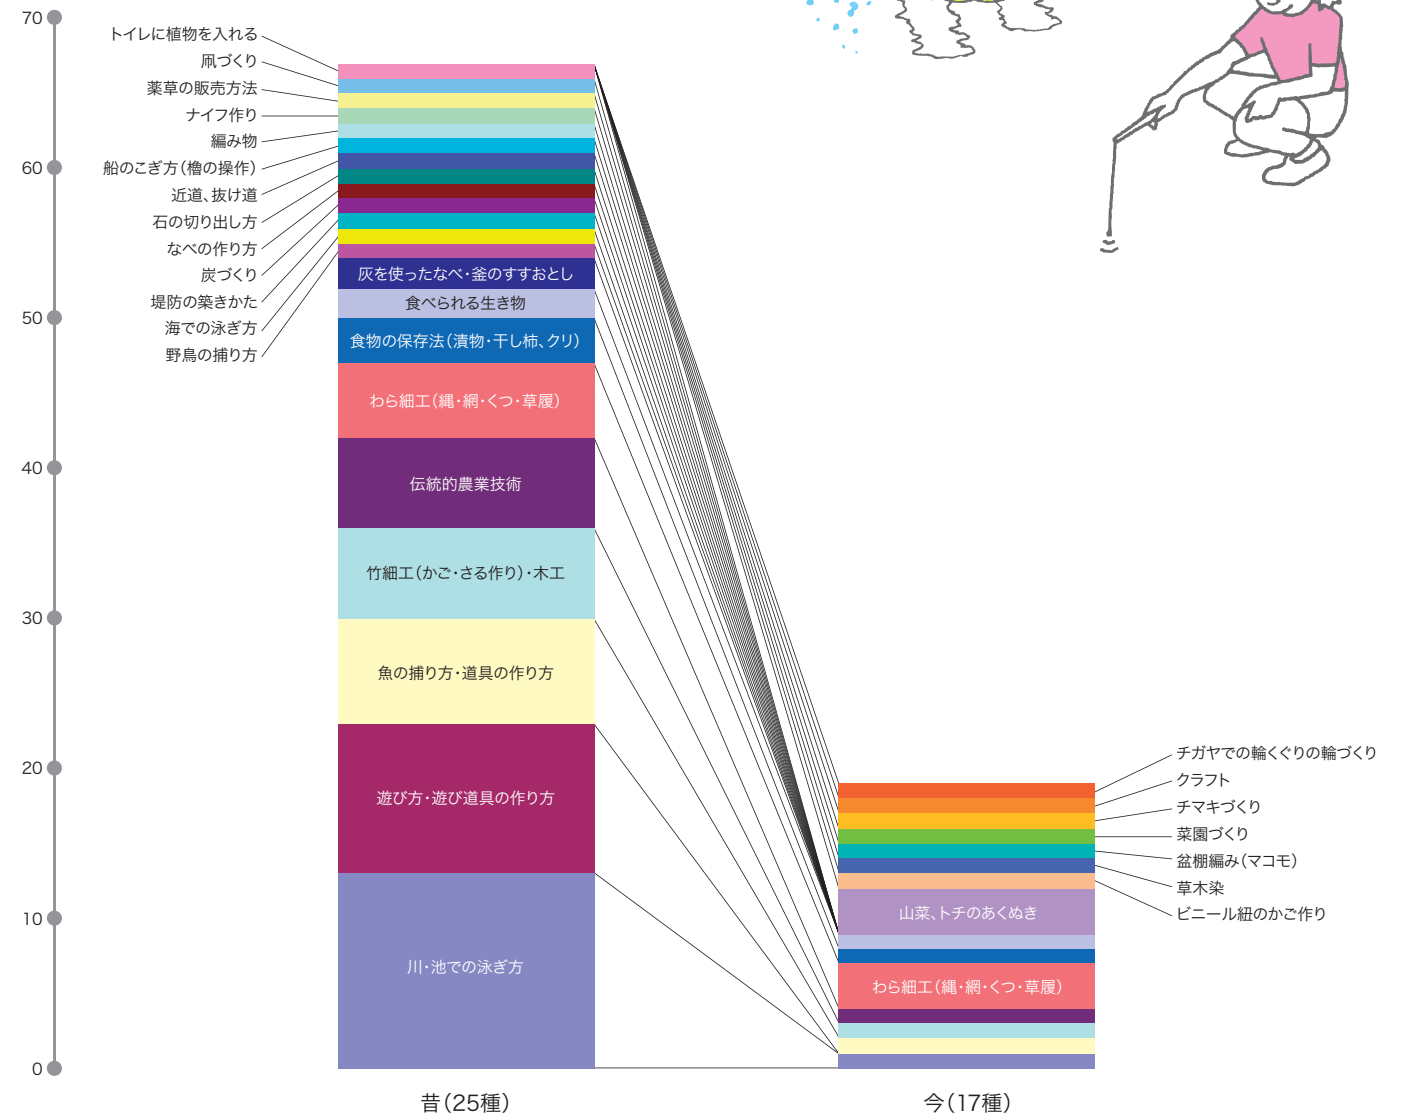 70
60
50
40
30
20
10
0
トイレに植物を入れる
凧づくり
薬草の販売方法
ナイフ作り
編み物
船のこぎ方(櫓の操作)
近道、抜け道
石の切り出し方
なべの作り方
炭づくり
堤防の築きかた
海での泳ぎ方
野鳥の捕り方
灰を使ったなべ・釜のすすおとし
食べられる生き物
食物の保存法(漬物・干し柿、クリ)
わら細工(縄・網・くつ・草履)
伝統的農業技術
竹細工(かご・さる作り)・木工
魚の捕り方・道具の作り方
遊び方・遊び道具の作り方
川・池での泳ぎ方
昔(25種)
チガヤでの輪くぐりの輪づくり
クラフト
チマキづくり
菜園づくり
盆棚編み(マコモ)
草木染
ビニール紐のかご作り
山菜、トチのあくぬき
わら細工(縄・網・くつ・草履)
今(17種)